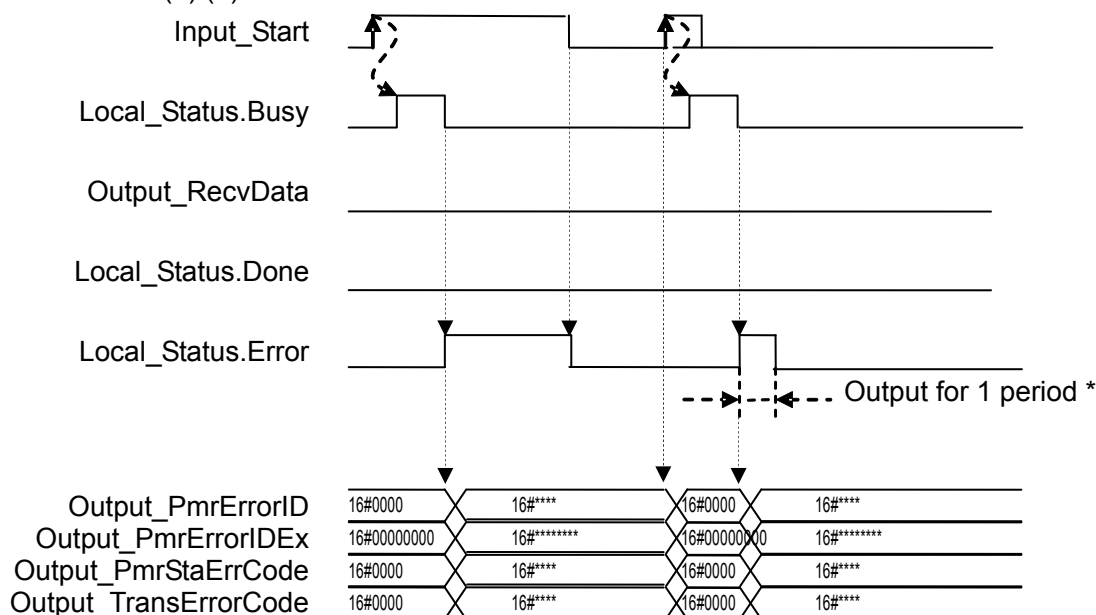 Input_Start
Local_Status.Busy
Output_RecvData
Local_Status.Done
Local_Status.Error
Output for 1 period *
Output_PmrErrorID 16#0000 16#**** 16#0000 16#****
Output_PmrErrorIDEx 16#00000000 16#******** 16#00000000 16#********
Output_PmrStaErrCode 16#0000 16#**** 16#0000 16#****
Output_TransErrorCode 16#0000 16#**** 16#0000 16#****